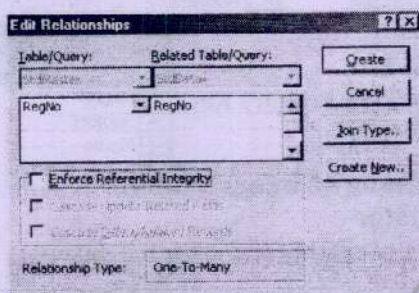 Edit Relationships
Table/Query: Related Table/Query:
RegNo RegNo
Enforce Referential Integrity
Relationship Type: One-To-Many
Create
Cancel
Join Type..
Create New..